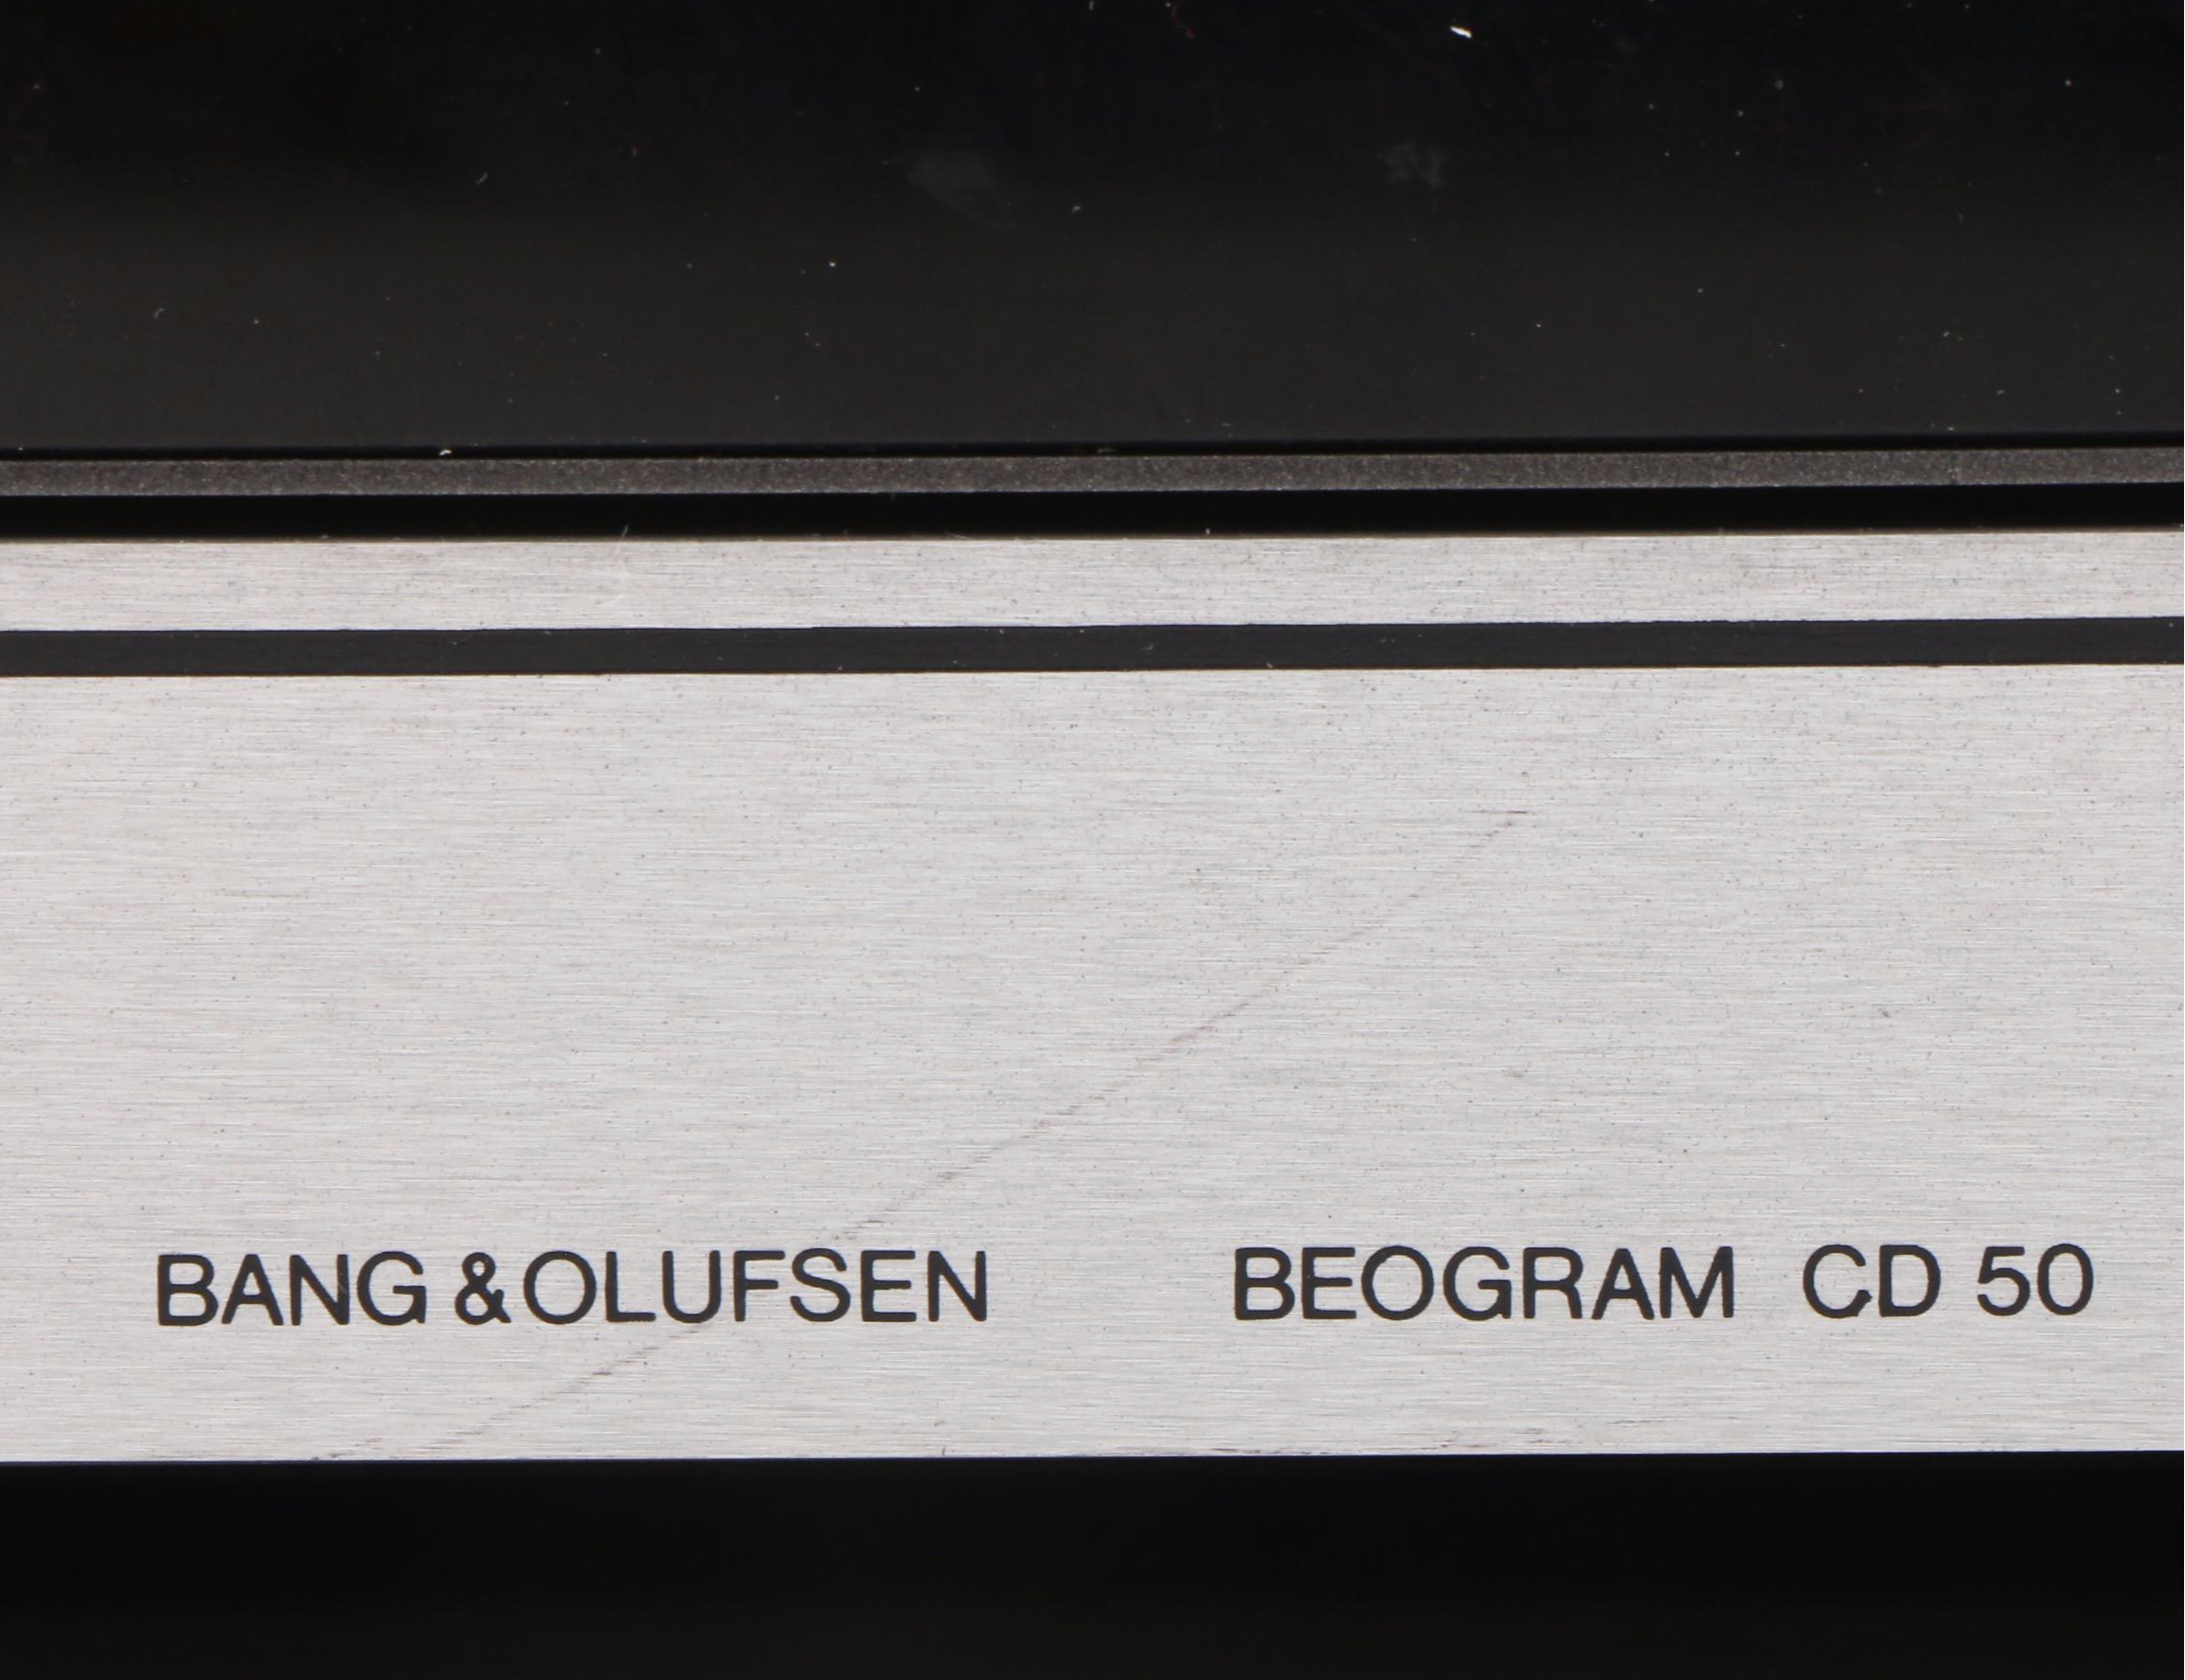 BANG & OLUFSEN BEOGRAM CD 50